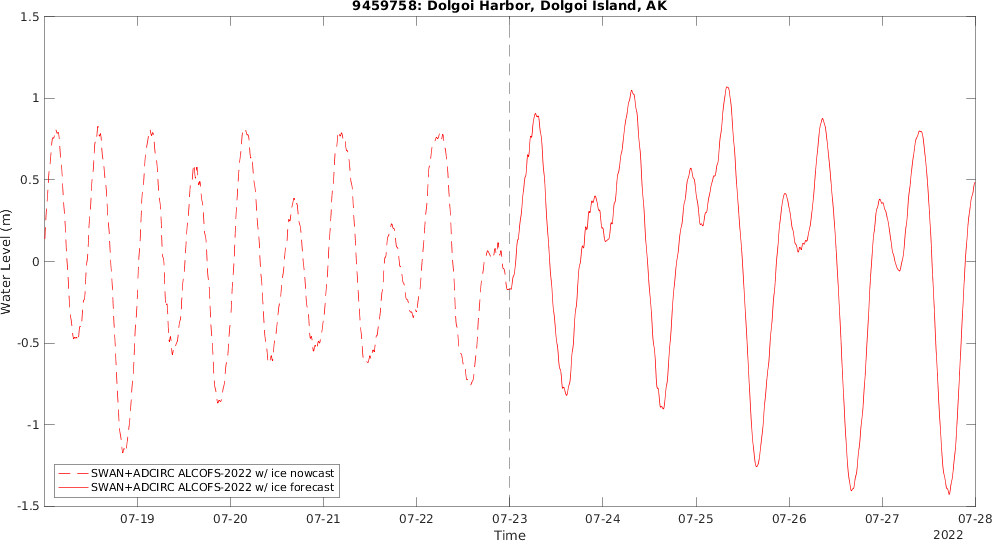 9459758: Dolgoi Harbor, Dolgoi Island, AK
1.5
1
0.5
0
-0.5
-1
-1.5
Water Level (m)
SWAN+ADCIRC ALCOFS-2022 w/ ice nowcast
SWAN+ADCIRC ALCOFS-2022 w/ ice forecast
07-19 07-20 07-21 07-22 07-23 07-24 07-25 07-26 07-27 07-28
Time
2022